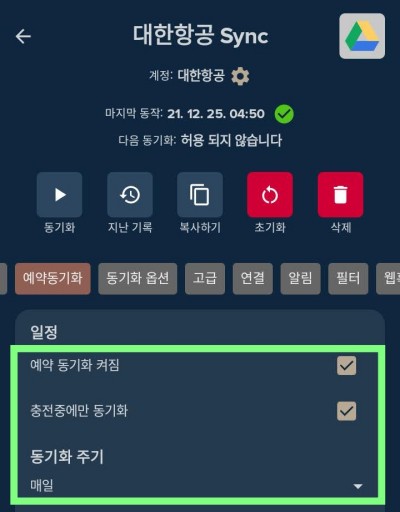 대한항공 Sync
계정: 대한항공
마지막 동작: 21. 12. 25. 04:50
다음 동기화: 허용 되지 않습니다
동기화 지난 기록 복사하기 초기화 삭제
예약동기화 동기화 옵션 고급 연결 알림 필터
일정
예약 동기화 켜짐
충전중에만 동기화
동기화 주기
매일